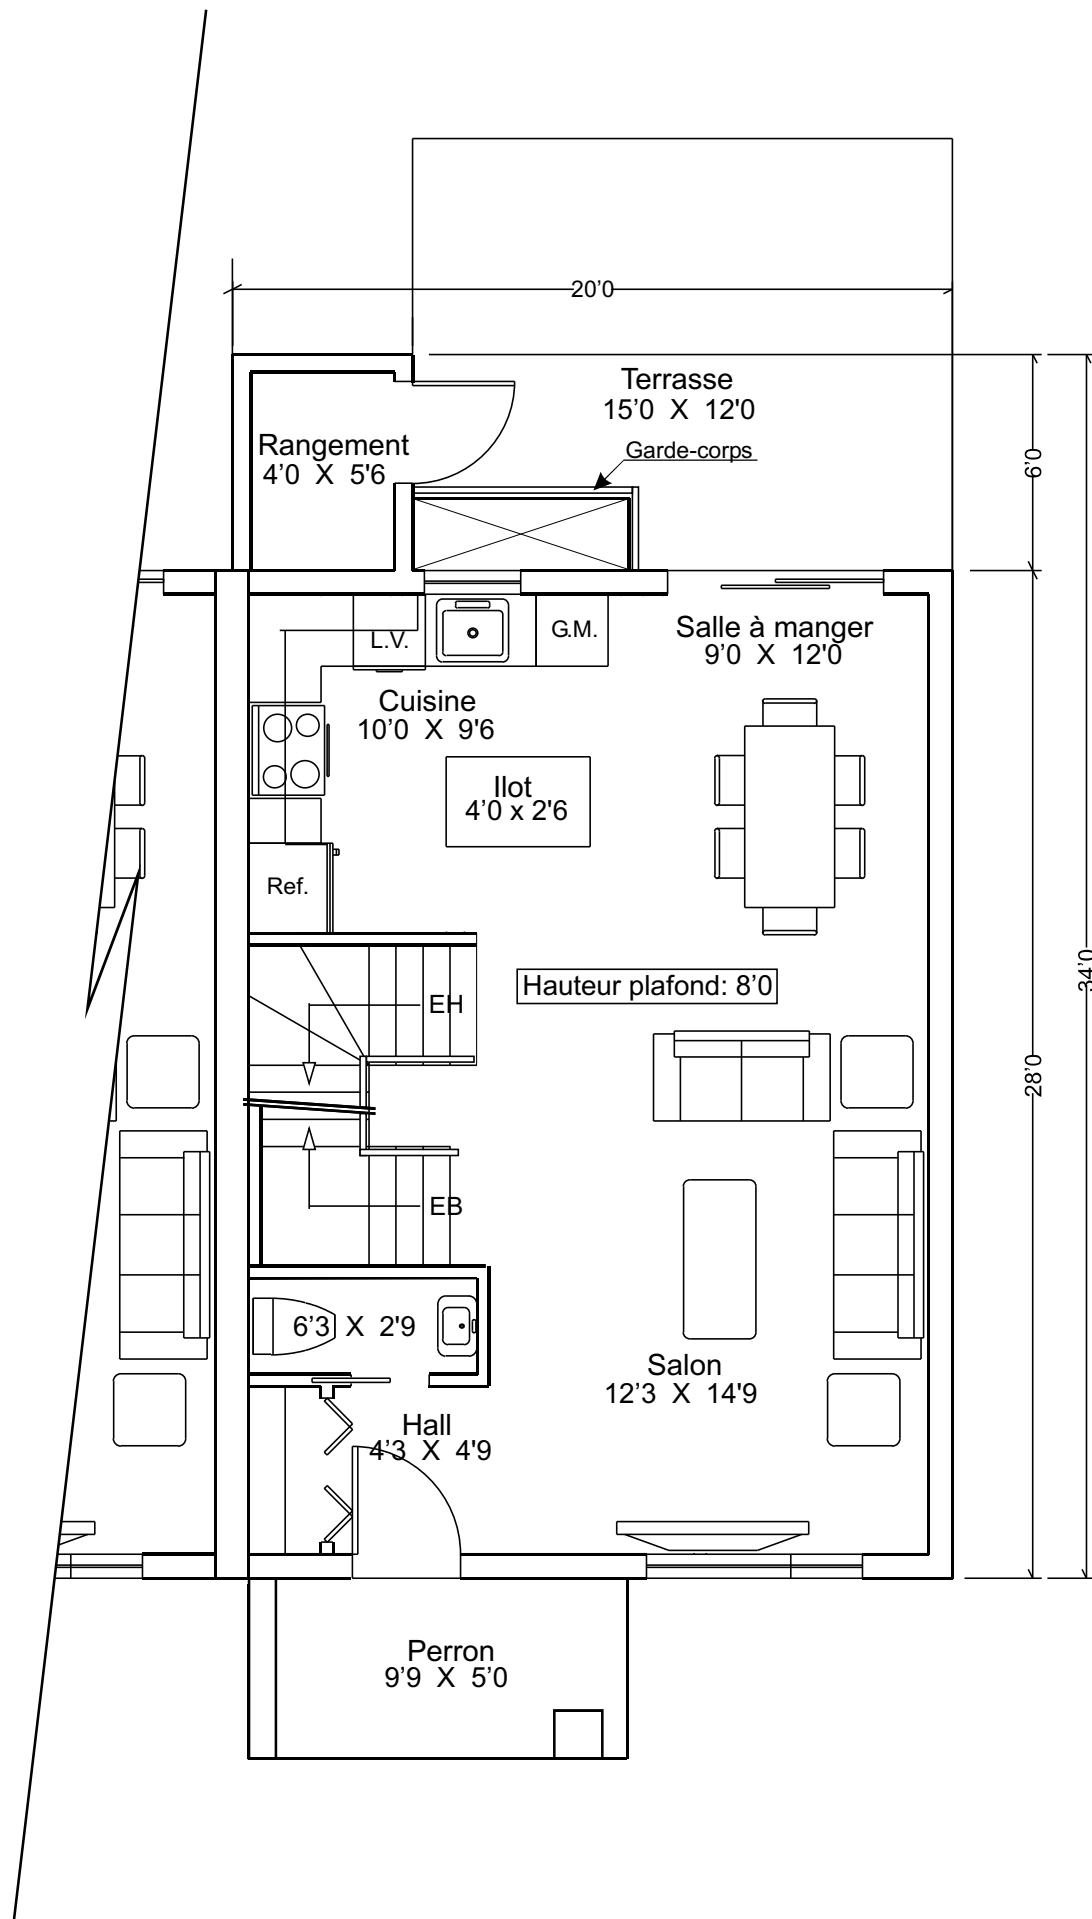 20’0
Terrasse
15’0 X 12'0
Garde-corps
Rangement
4’0 X 5'6
6’0
L.V.
G.M.
Salle à manger
9’0 X 12’0
Cuisine
10’0 X 9'6
Ilot
4’0 x 2'6
Ref.
Hauteur plafond: 8’0
EH
34’0
28’0
EB
6’3 X 2’9
Salon
12’3 X 14'9
Hall
4’3 X 4'9
Perron
9’9 X 5’0